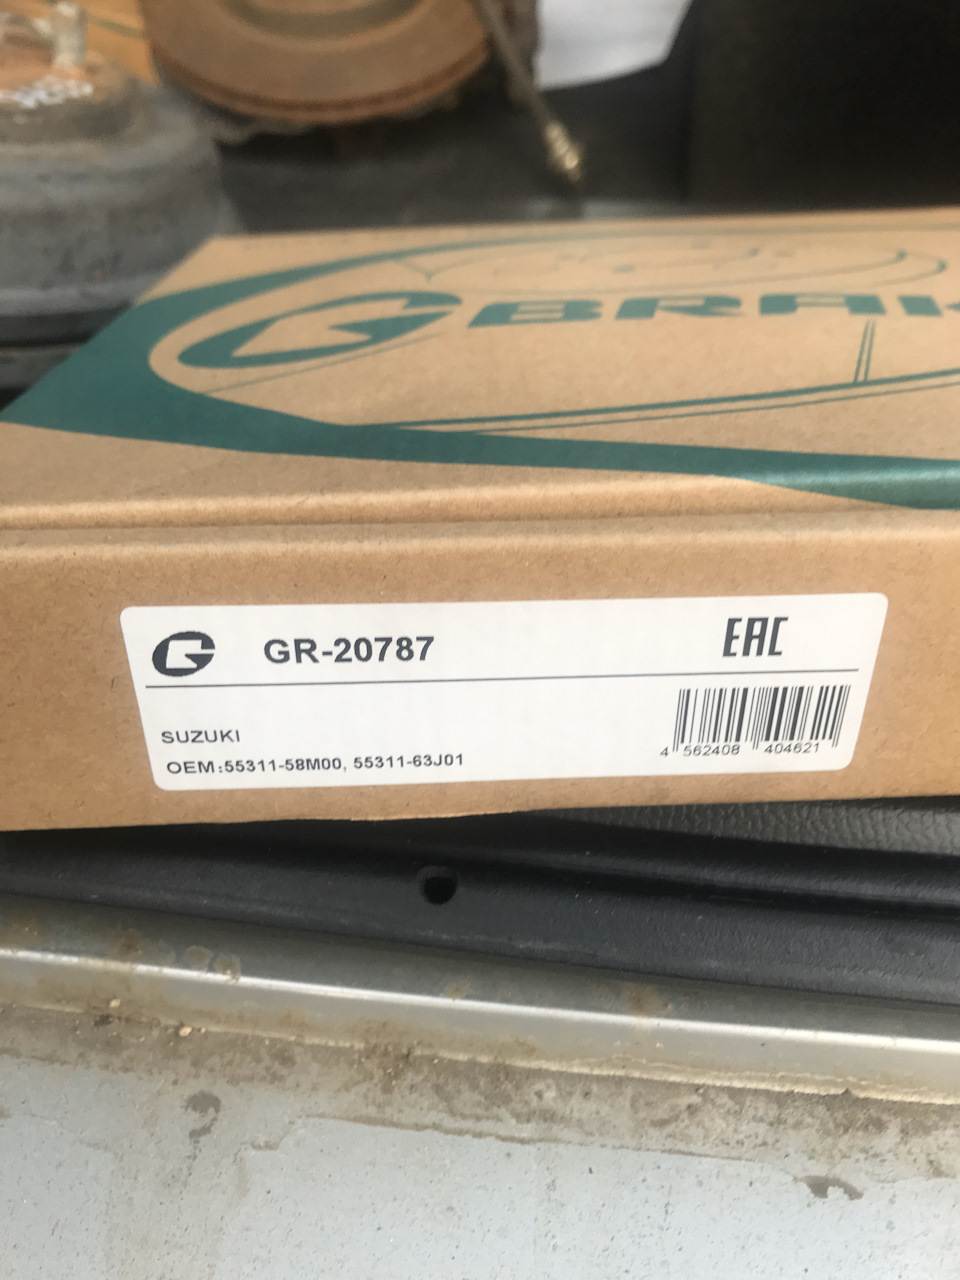 G BRAK
GR-20787
EAC
SUZUKI
OEM:55311-58M00, 55311-63J01
4 562408 404621